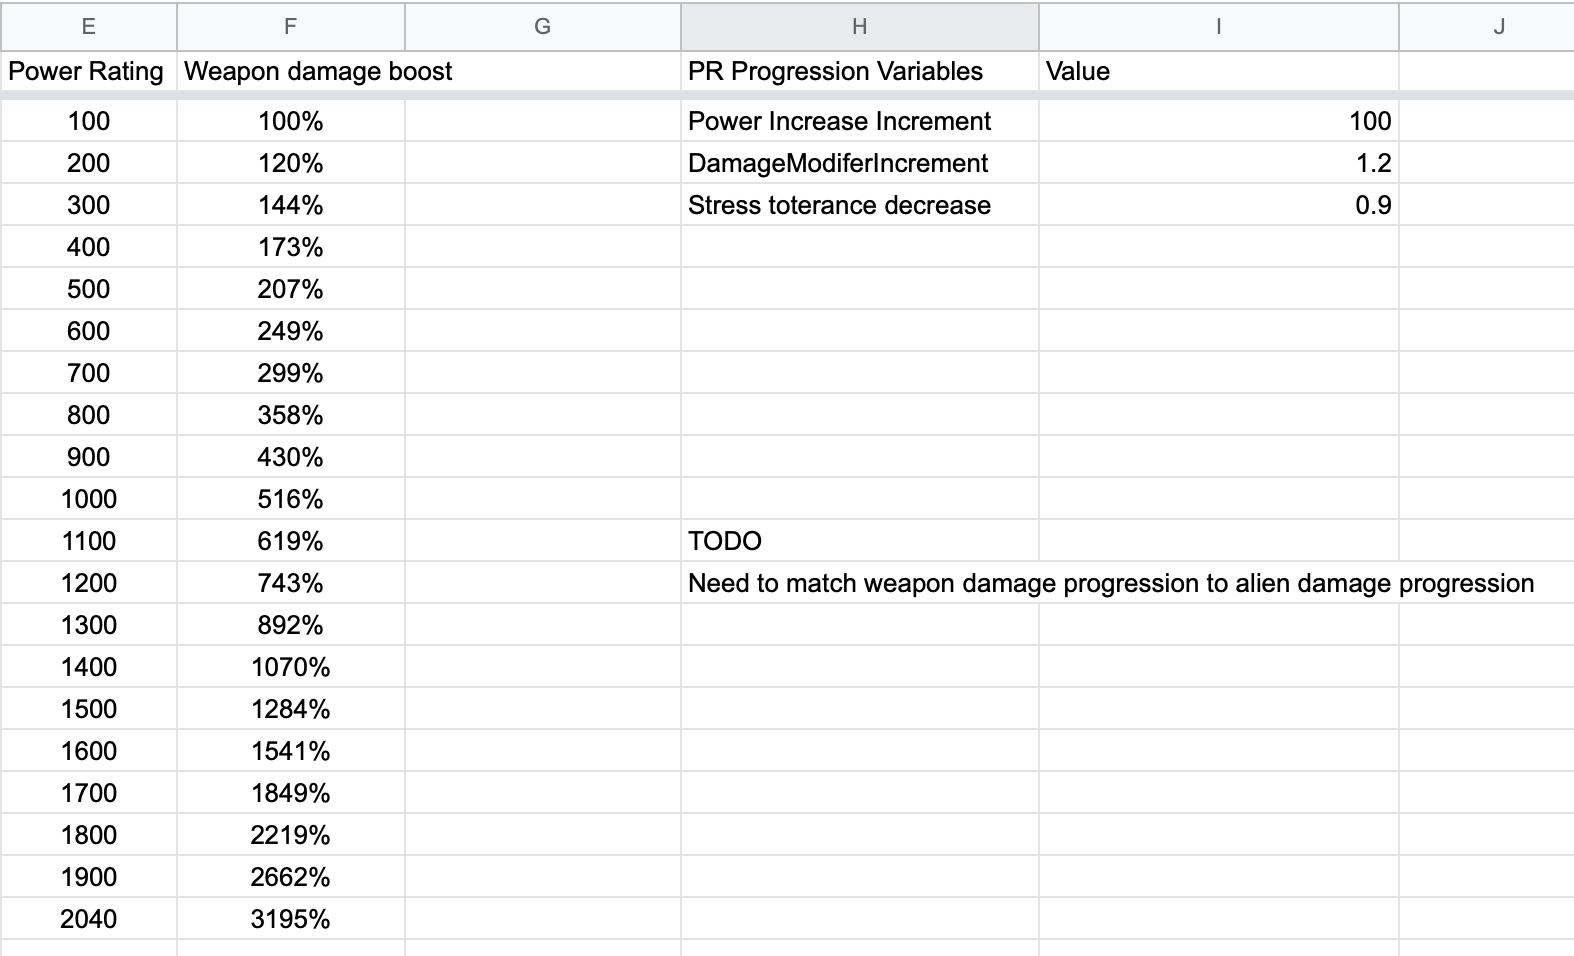 E F G H I J
Power Rating Weapon damage boost PR Progression Variables Value
100 100% Power Increase Increment 100
200 120% DamageModiferIncrement 1.2
300 144% Stress toterance decrease 0.9
400 173%
500 207%
600 249%
700 299%
800 358%
900 430%
1000 516%
1100 619% TODO
1200 743% Need to match weapon damage progression to alien damage progression
1300 892%
1400 1070%
1500 1284%
1600 1541%
1700 1849%
1800 2219%
1900 2662%
2040 3195%